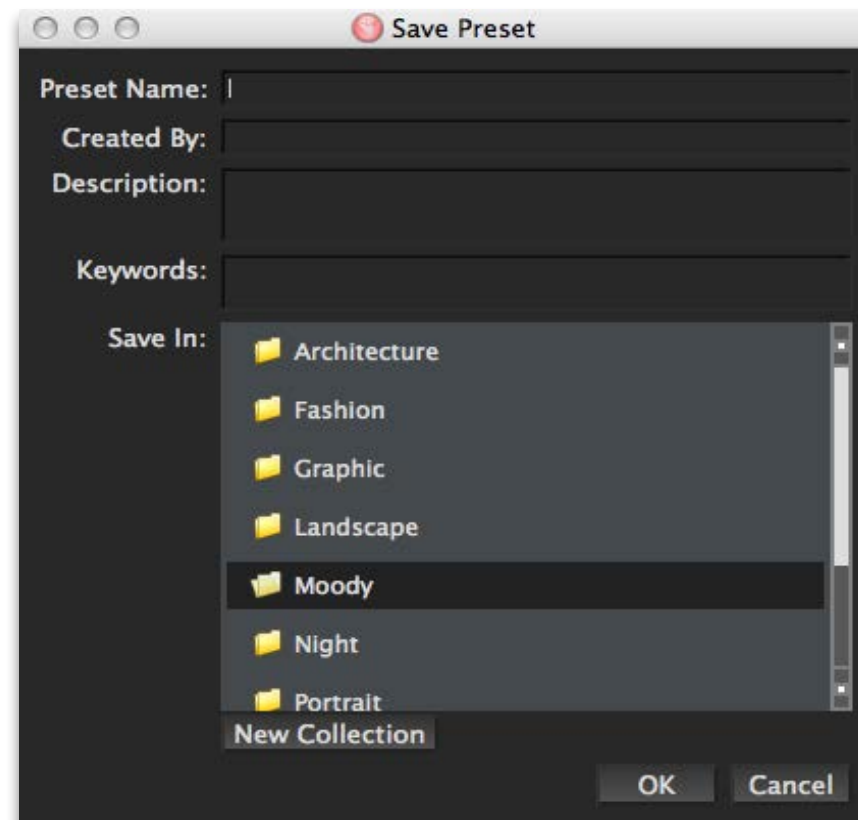 Save Preset
Preset Name:
Created By:
Description:
Keywords:
Save In:
Architecture
Fashion
Graphic
Landscape
Moody
Night
Portrait
New Collection
OK Cancel